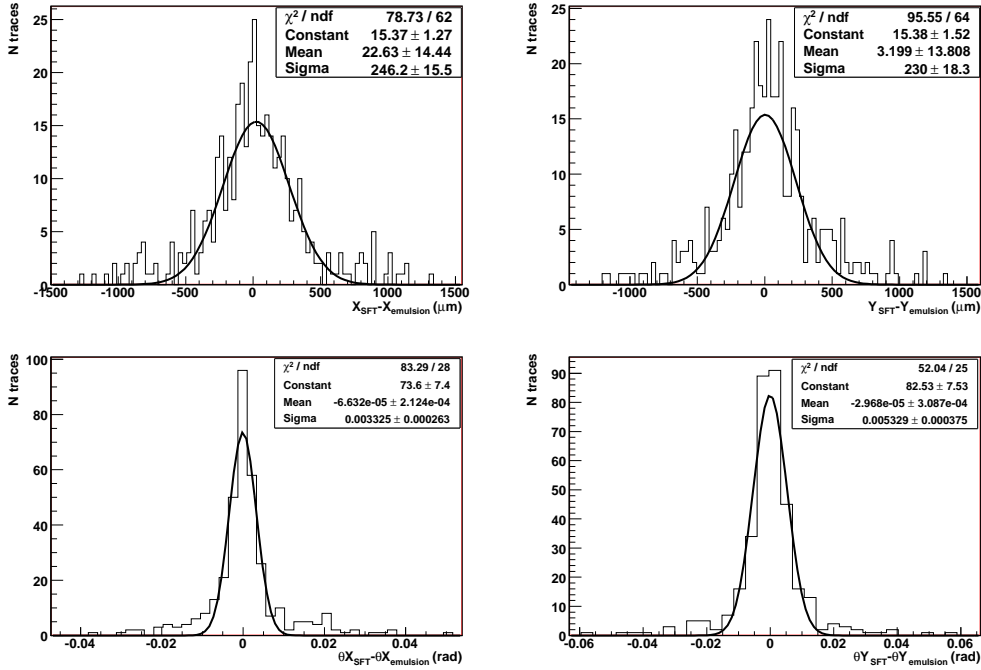 N traces
25
20
15
10
5
0
χ² / ndf 78.73 / 62
Constant 15.37 ± 1.27
Mean 22.63 ± 14.44
Sigma 246.2 ± 15.5
-1500 -1000 -500 0 500 1000 1500
X_SFT-X_emulsion (μm)
N traces
25
20
15
10
5
0
χ² / ndf 95.55 / 64
Constant 15.38 ± 1.52
Mean 3.199 ± 13.808
Sigma 230 ± 18.3
-1000 -500 0 500 1000 1500
Y_SFT-Y_emulsion (μm)
N traces
100
80
60
40
20
0
χ² / ndf 83.29 / 28
Constant 73.6 ± 7.4
Mean -6.632e-05 ± 2.124e-04
Sigma 0.003325 ± 0.000263
-0.04 -0.02 0 0.02 0.04
θX_SFT-θX_emulsion (rad)
N traces
90
80
70
60
50
40
30
20
10
0
χ² / ndf 52.04 / 25
Constant 82.53 ± 7.53
Mean -2.968e-05 ± 3.087e-04
Sigma 0.005329 ± 0.000375
-0.06 -0.04 -0.02 0 0.02 0.04 0.06
θY_SFT-θY_emulsion (rad)